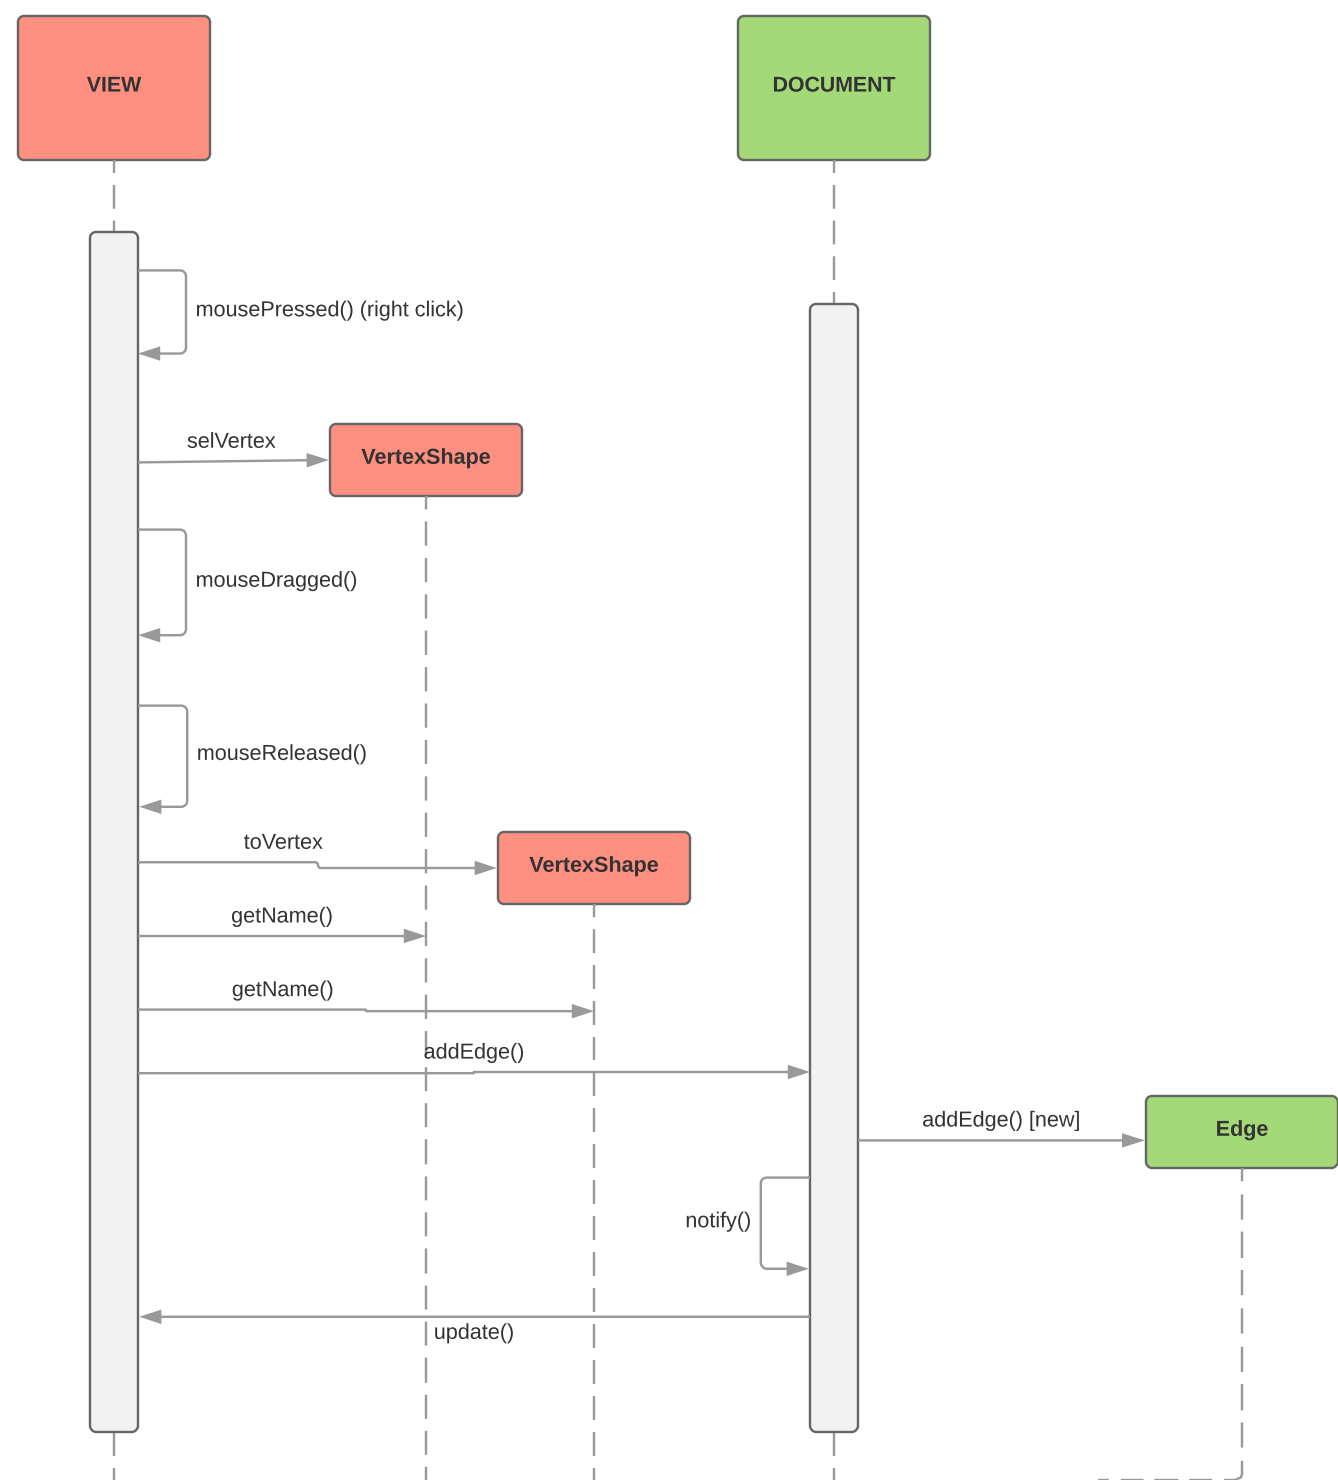 VIEW
DOCUMENT
mousePressed() (right click)
selVertex
VertexShape
mouseDragged()
mouseReleased()
toVertex
VertexShape
getName()
getName()
addEdge()
addEdge() [new]
Edge
notify()
update()